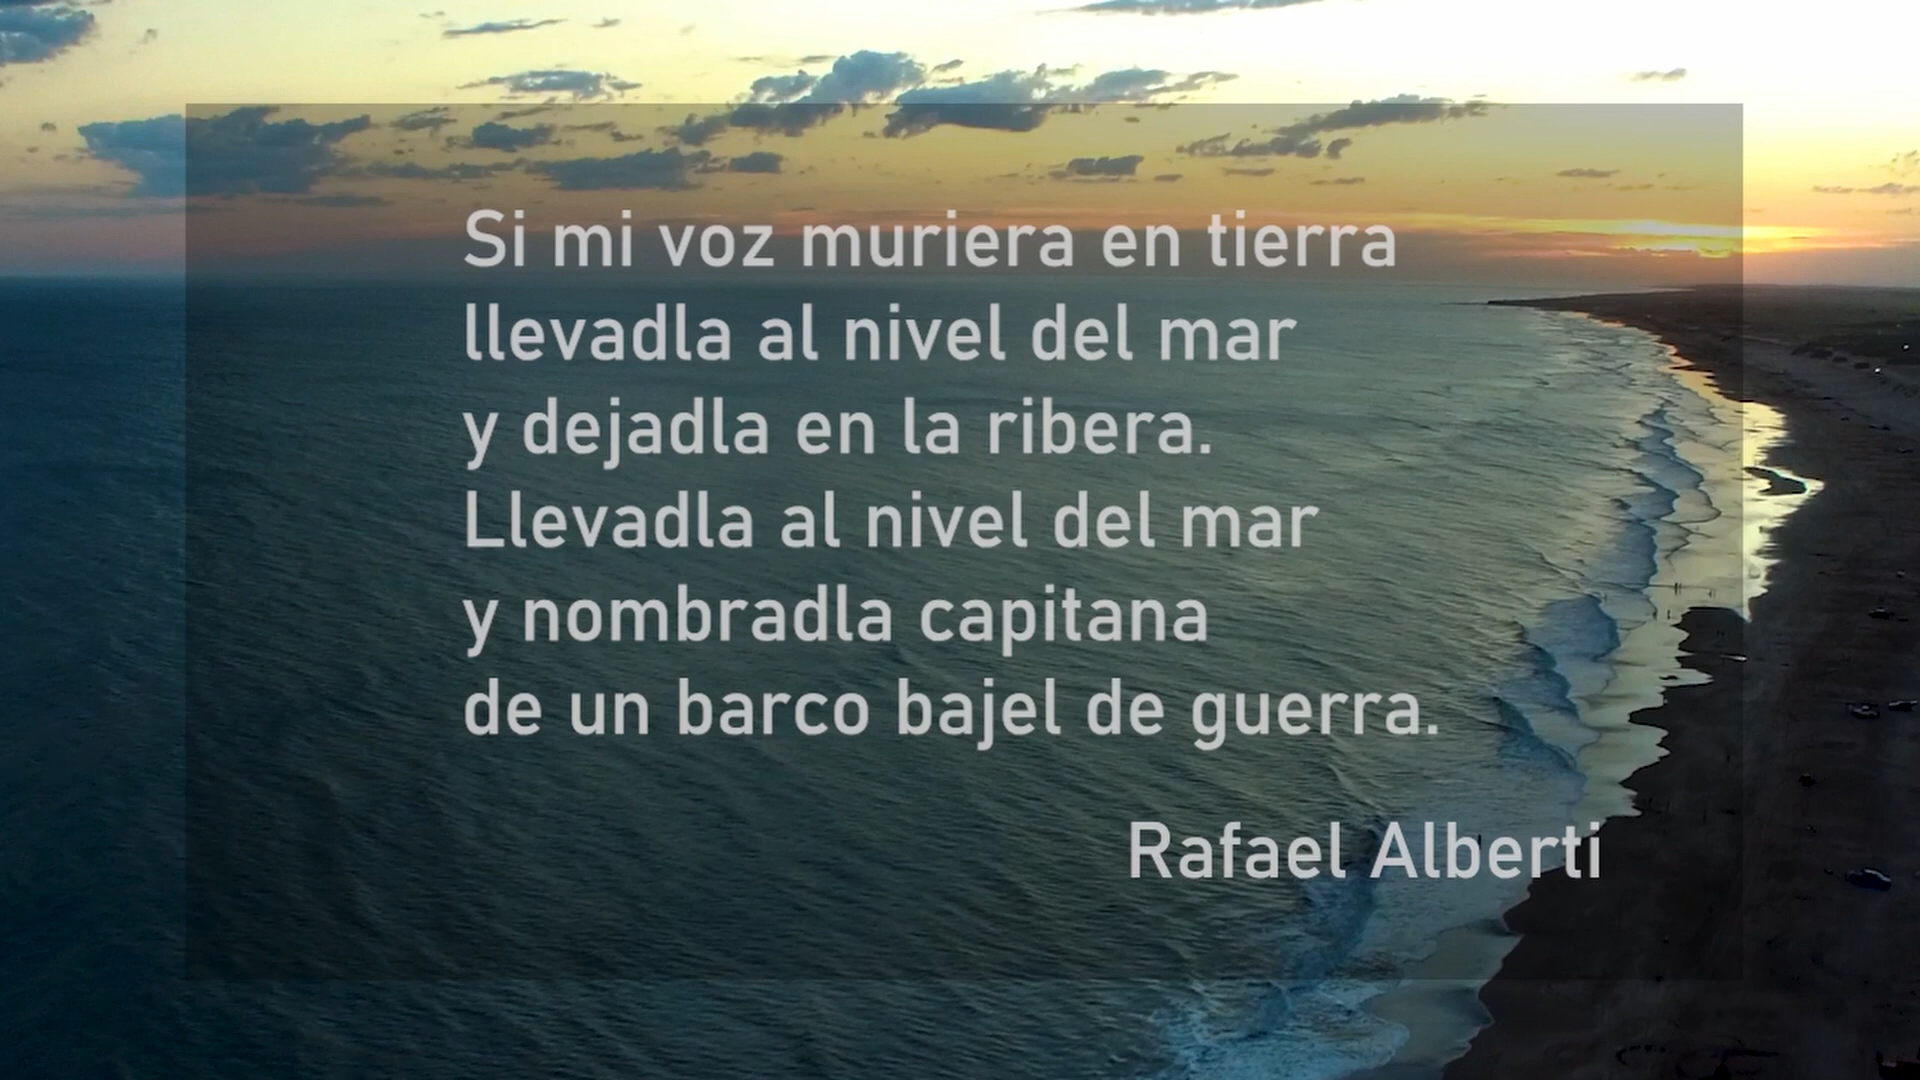 Si mi voz muriera en tierra
llevadla al nivel del mar
y dejadla en la ribera.
Llevadla al nivel del mar
y nombradla capitana
de un barco bajel de guerra.
Rafael Alberti